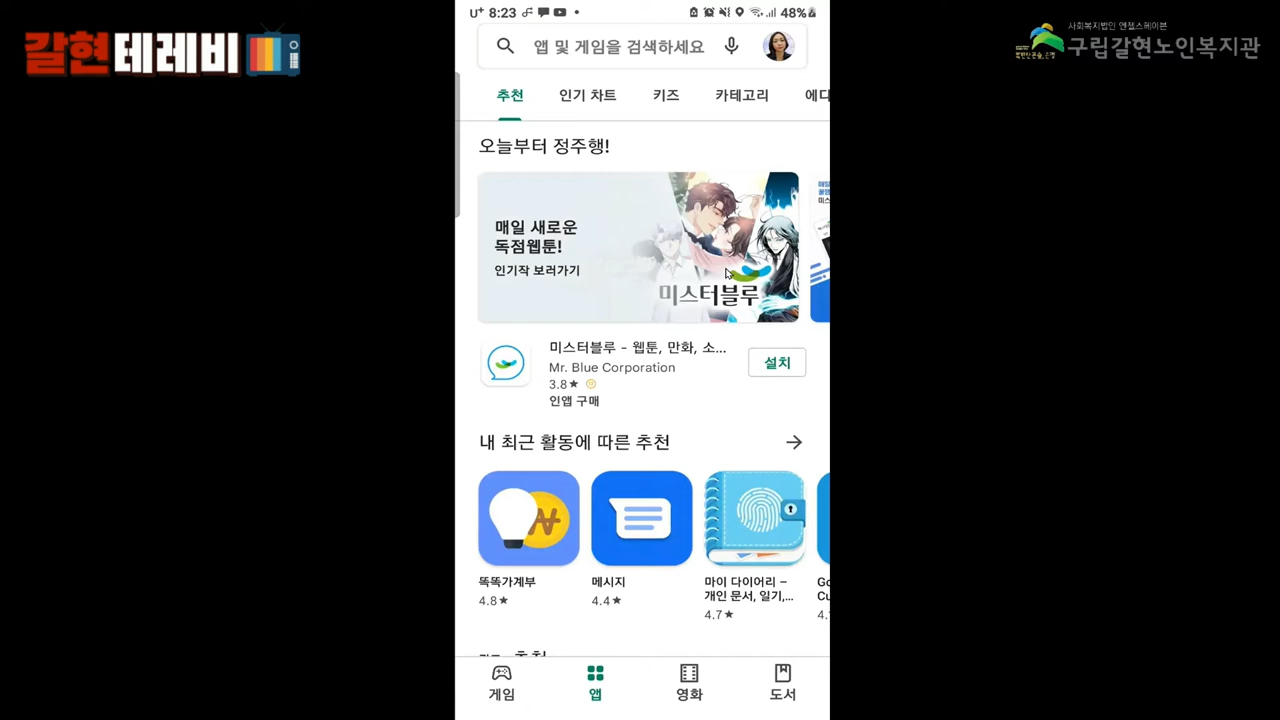 갈현테레비
사회복지법인 엔젤스헤이븐
구립갈현노인복지관
U+ 8:23
48%
앱 및 게임을 검색하세요
추천 인기 차트 키즈 카테고리 에디
오늘부터 정주행!
매일 새로운
독점웹툰!
인기작 보러가기
미스터블루
미스터블루 - 웹툰, 만화, 소...
Mr. Blue Corporation
3.8★
인앱 구매
설치
내 최근 활동에 따른 추천
똑똑가계부
4.8★
메시지
4.4★
마이 다이어리 –
개인 문서, 일기,...
4.7★
Go
Cu
4.
게임 앱 영화 도서